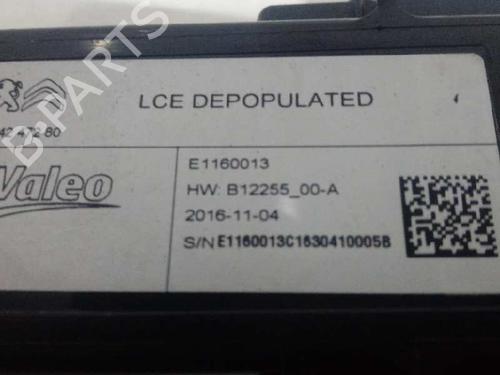 LCE DEPOPULATED
42 472 80
Valeo
E1160013
HW: B12255_00-A
2016-11-04
S/N E1160013C1630410005B
B-PARTS